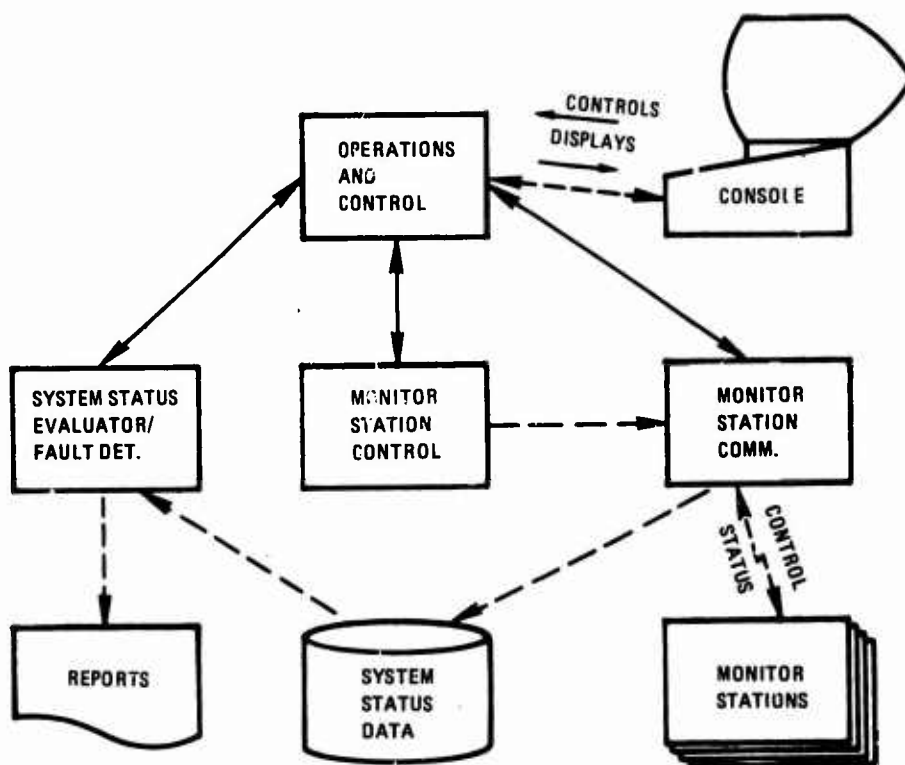 CONTROLS
DISPLAYS
OPERATIONS
AND
CONTROL
CONSOLE
SYSTEM STATUS
EVALUATOR/
FAULT DET.
MONITOR
STATION
CONTROL
MONITOR
STATION
COMM.
STATUS
CONTROL
REPORTS
SYSTEM
STATUS
DATA
MONITOR
STATIONS